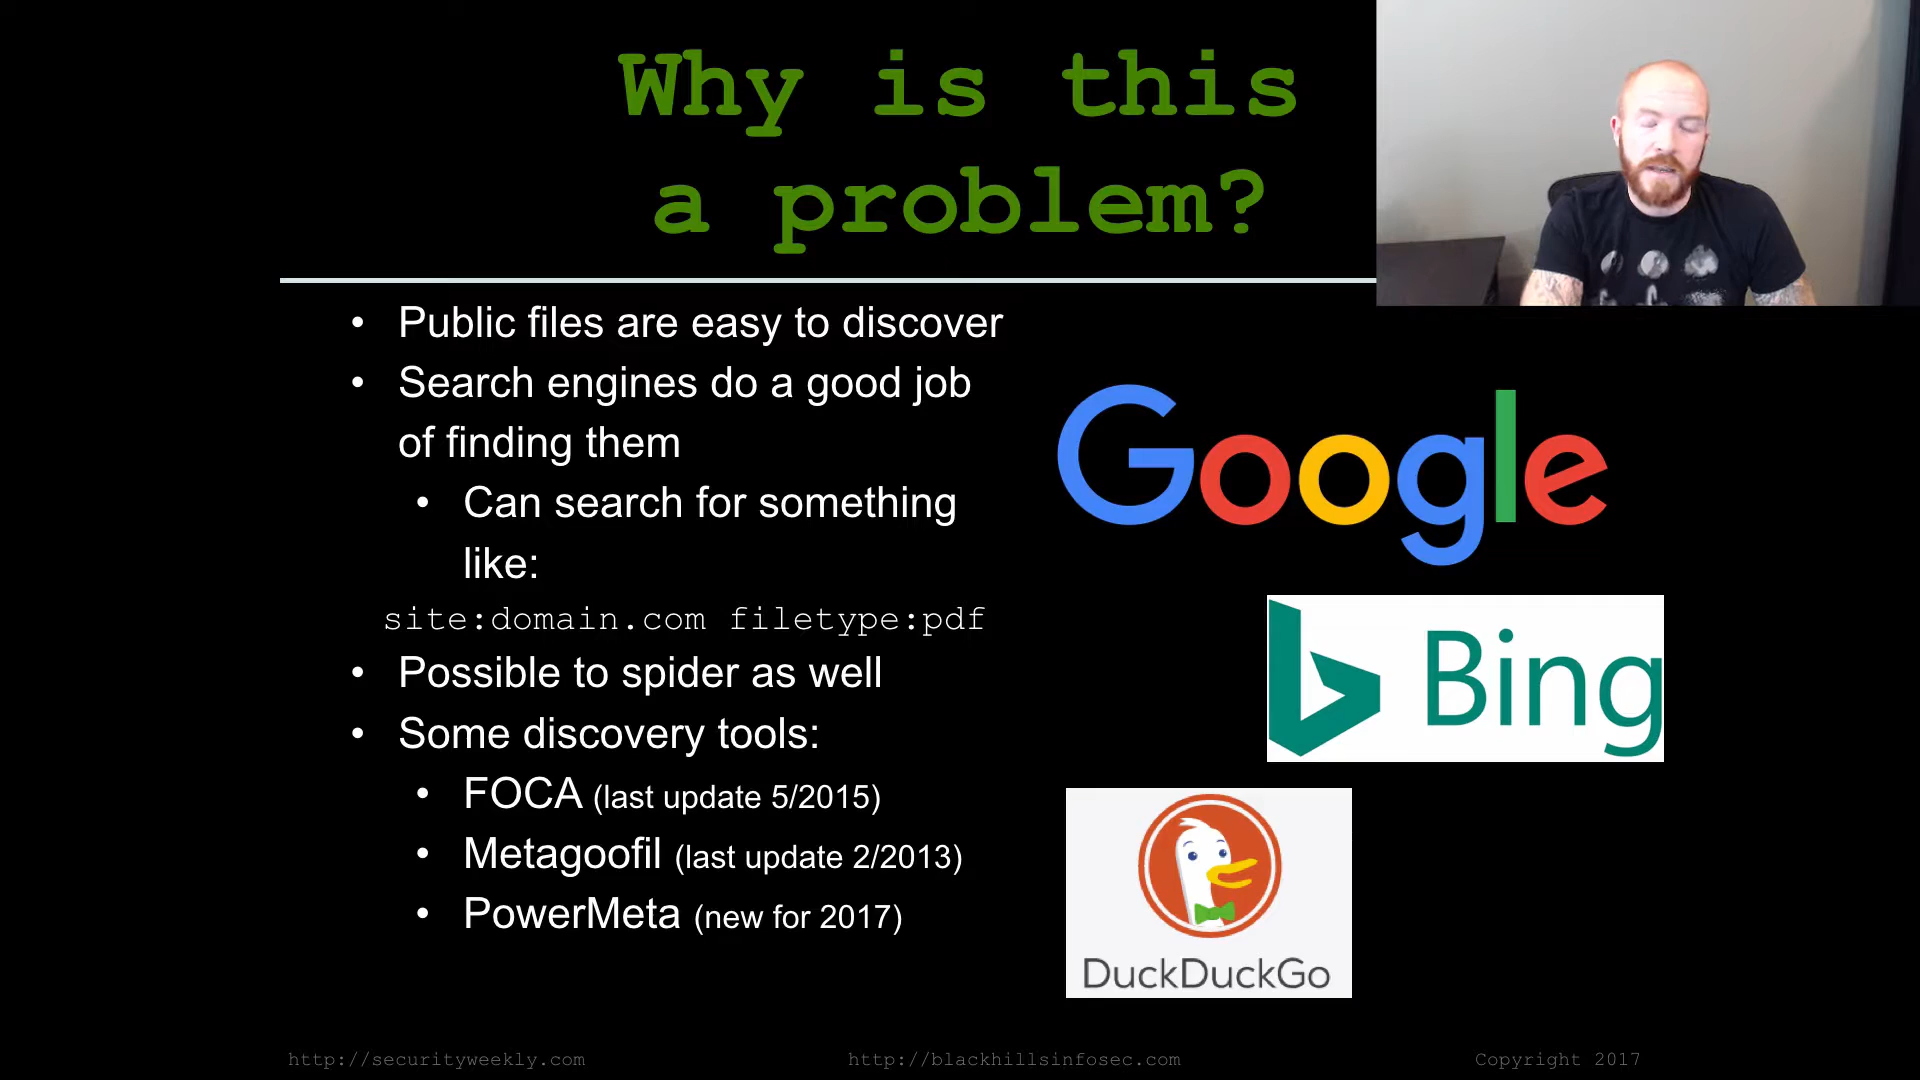 Why is this
a problem?
• Public files are easy to discover
• Search engines do a good job
of finding them
• Can search for something
like:
site:domain.com filetype:pdf
• Possible to spider as well
• Some discovery tools:
• FOCA (last update 5/2015)
• Metagoofil (last update 2/2013)
• PowerMeta (new for 2017)
Google
Bing
DuckDuckGo
http://securityweekly.com
http://blackhillsinfosec.com
Copyright 2017